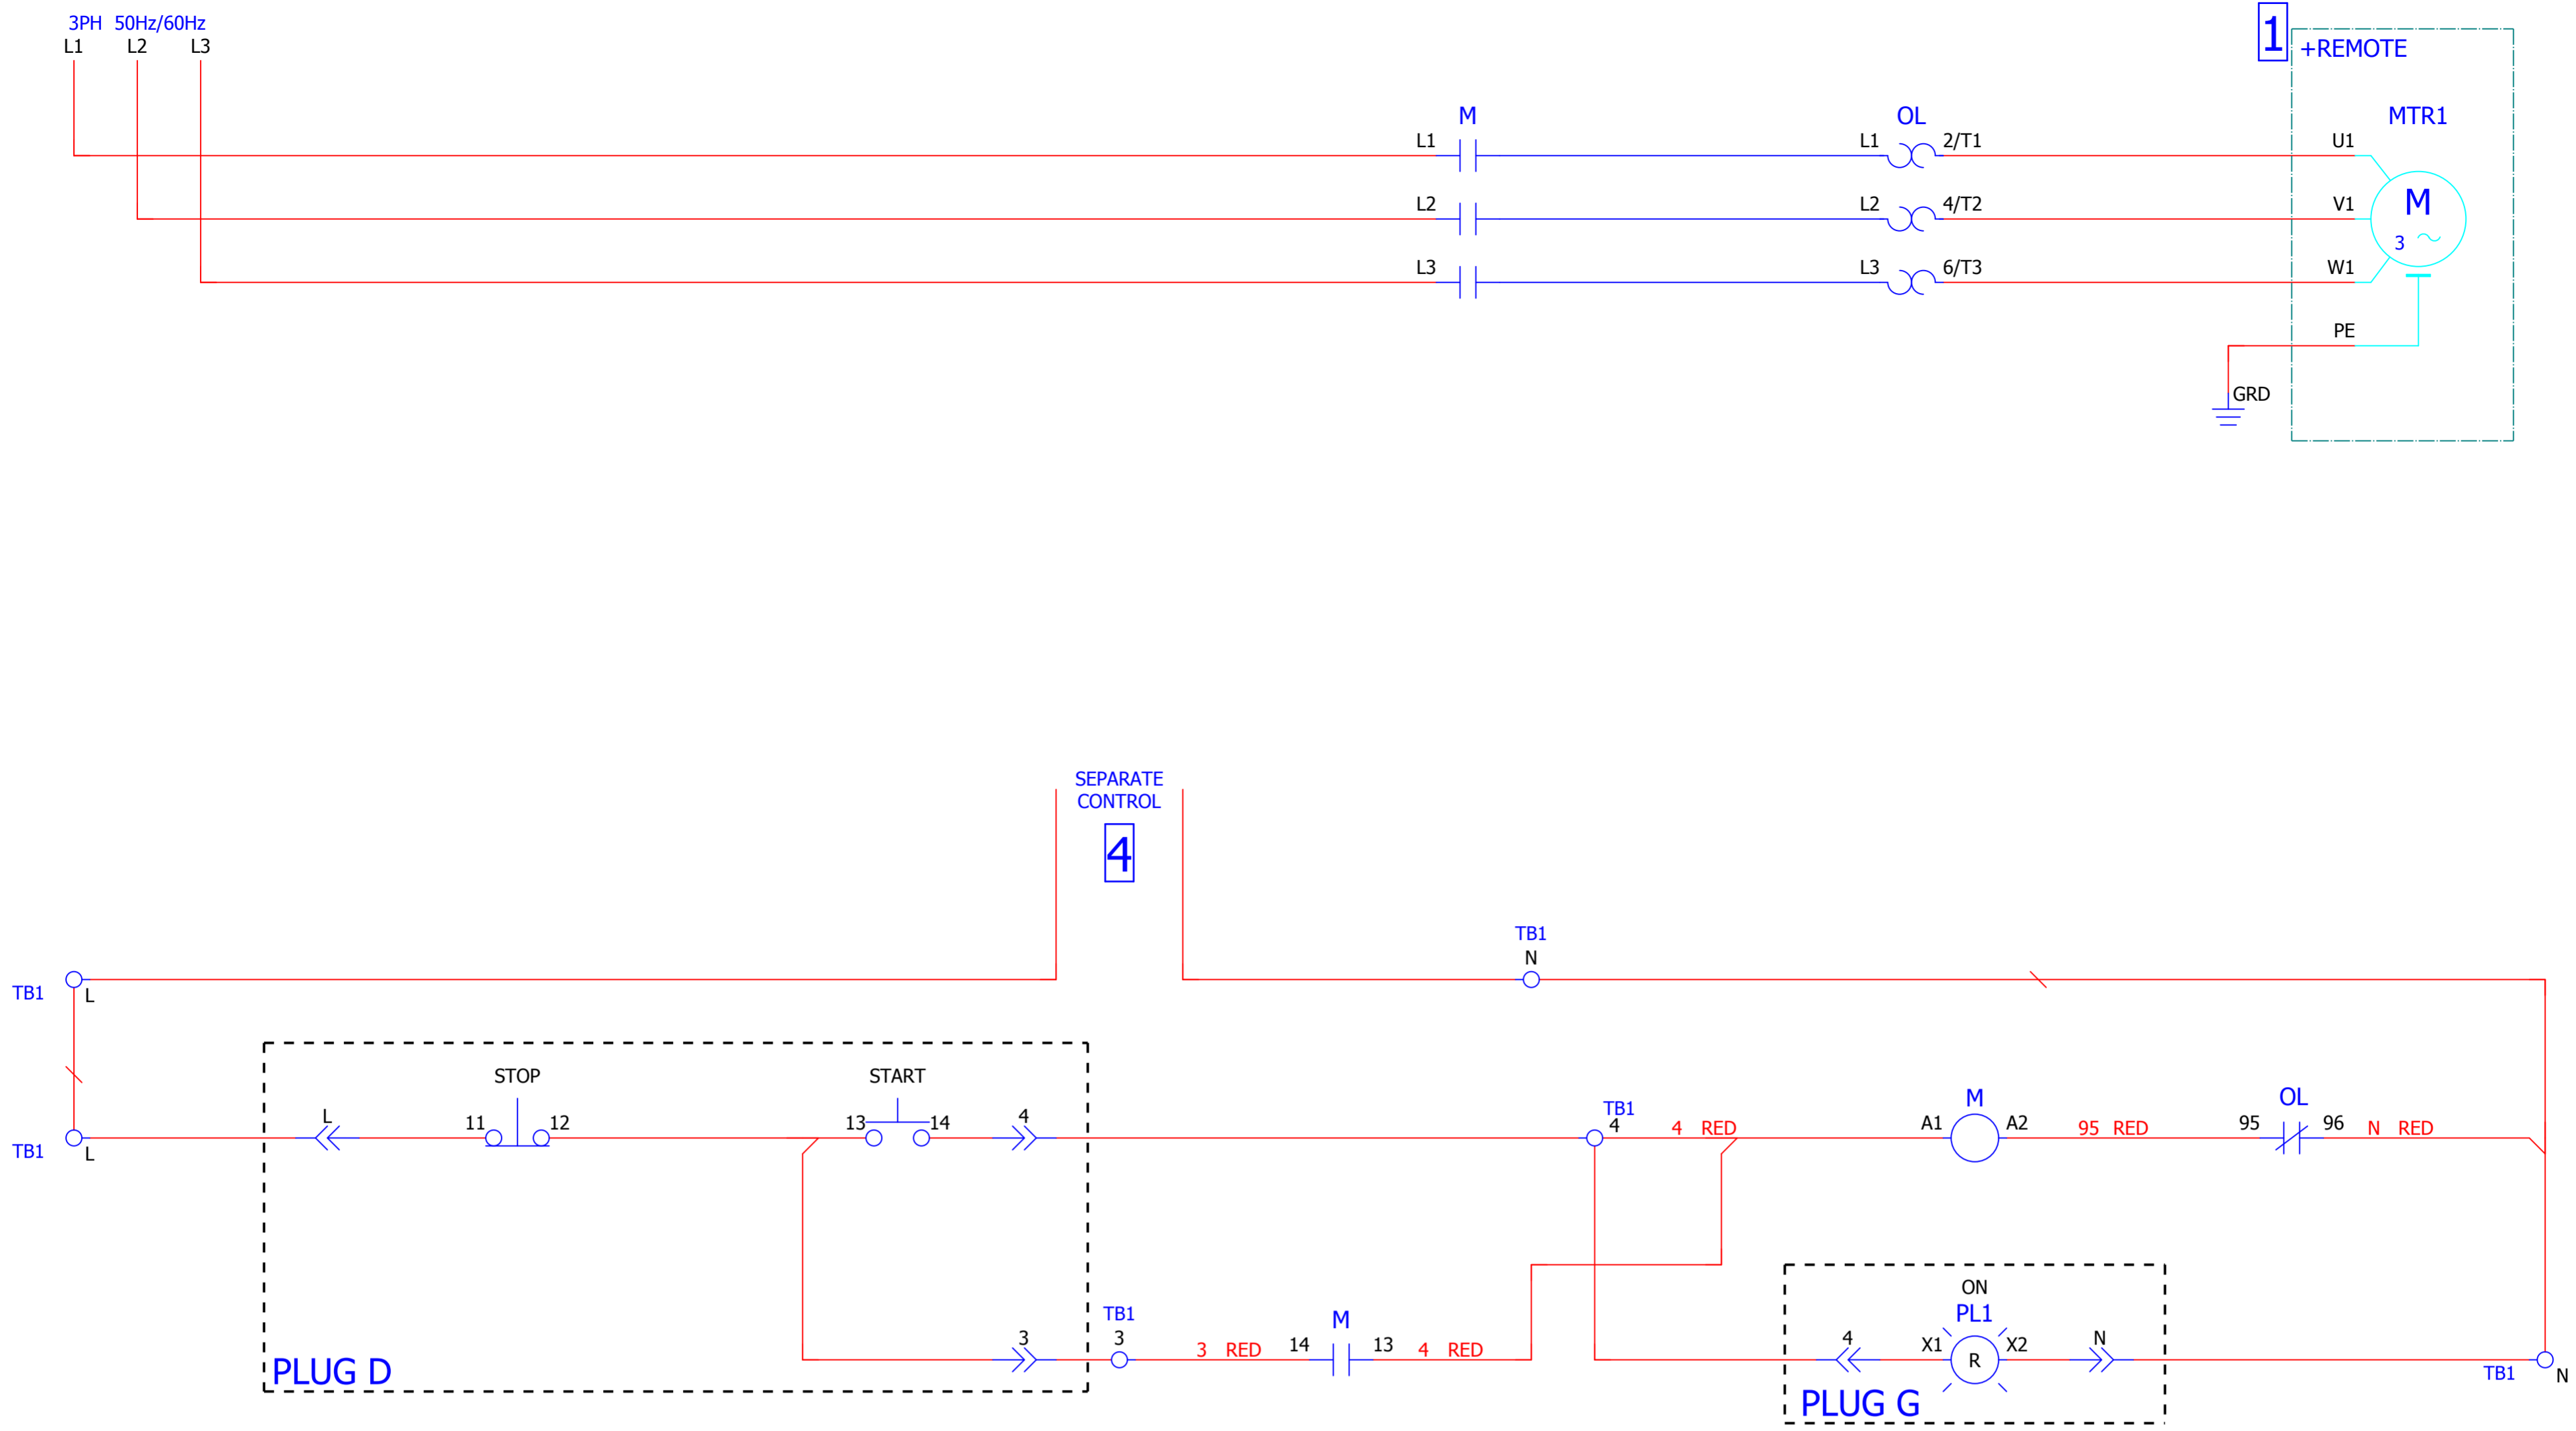 3PH 50Hz/60Hz
L1 L2 L3
1
+REMOTE
M OL MTR1
L1 L1 2/T1 U1
L2 L2 4/T2 V1
M
3
L3 L3 6/T3 W1
PE
GRD
SEPARATE
CONTROL
4
TB1
N
TB1 L
STOP START
L 11 12 13 14 4
TB1
4
4 RED
M
A1 A2
95 RED
OL
95 96
N RED
TB1 L
ON
PL1
TB1
3 3
3 RED
M
14 13
4 RED
4 X1 R X2 N
TB1 N
PLUG D
PLUG G